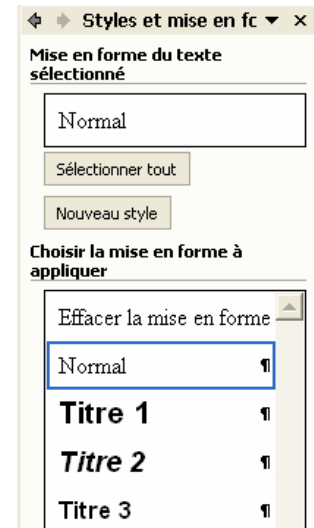 Styles et mise en fc
Mise en forme du texte
sélectionné
Normal
Sélectionner tout
Nouveau style
Choisir la mise en forme à
appliquer
Effacer la mise en forme
Normal ¶
Titre 1 ¶
Titre 2 ¶
Titre 3 ¶